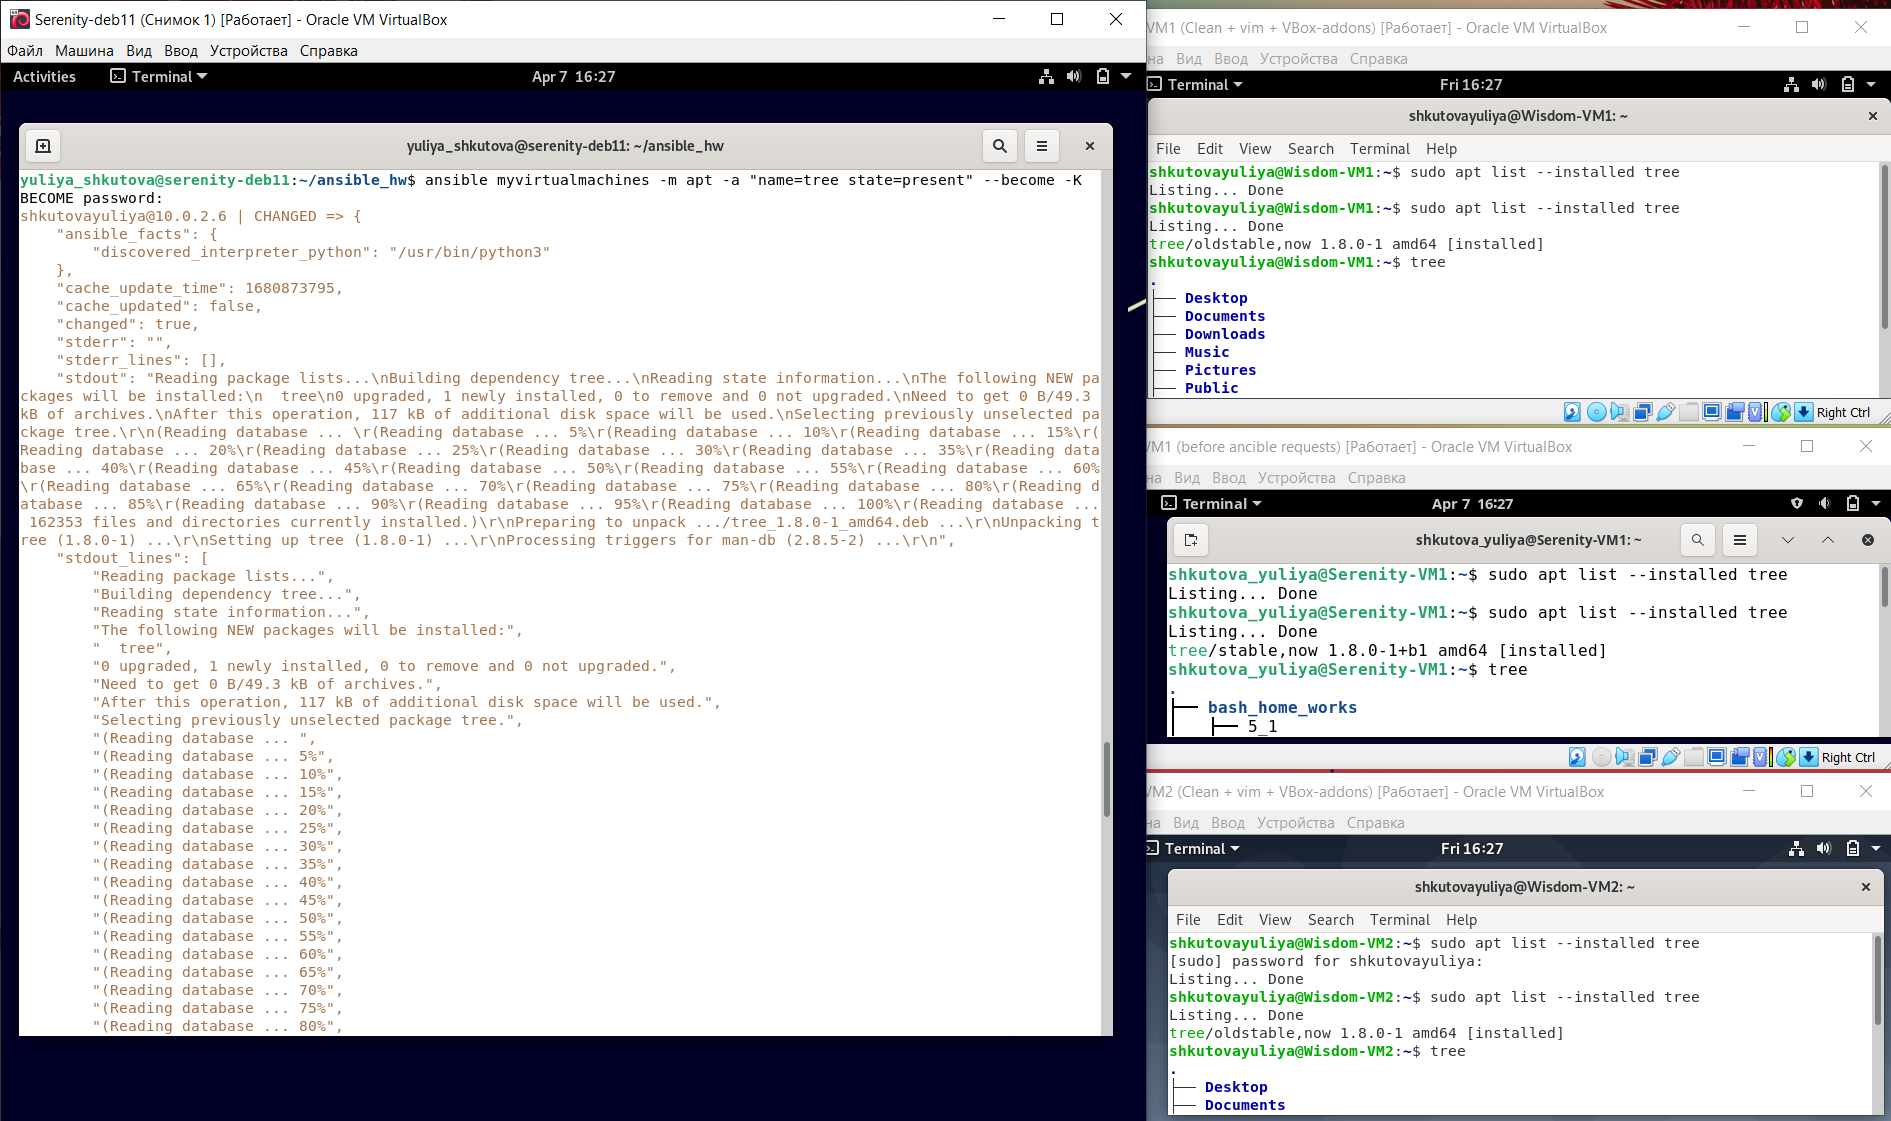 Serenity-deb11 (Снимок 1) [Работает] - Oracle VM VirtualBox
Файл Машина Вид Ввод Устройства Справка
Activities Terminal Apr 7 16:27
yuliya_shkutova@serenity-deb11: ~/ansible_hw
yuliya_shkutova@serenity-deb11:~/ansible_hw$ ansible myvirtualmachines -m apt -a "name=tree state=present" --become -K
BECOME password:
shkutovayuliya@10.0.2.6 | CHANGED => {
    "ansible_facts": {
        "discovered_interpreter_python": "/usr/bin/python3"
    },
    "cache_update_time": 1680873795,
    "cache_updated": false,
    "changed": true,
    "stderr": "",
    "stderr_lines": [],
    "stdout": "Reading package lists...\nBuilding dependency tree...\nReading state information...\nThe following NEW pa
ckages will be installed:\n  tree\n0 upgraded, 1 newly installed, 0 to remove and 0 not upgraded.\nNeed to get 0 B/49.3
kB of archives.\nAfter this operation, 117 kB of additional disk space will be used.\nSelecting previously unselected pa
ckage tree.\r\n(Reading database ... \r(Reading database ... 5%\r(Reading database ... 10%\r(Reading database ... 15%\r(
Reading database ... 20%\r(Reading database ... 25%\r(Reading database ... 30%\r(Reading database ... 35%\r(Reading data
base ... 40%\r(Reading database ... 45%\r(Reading database ... 50%\r(Reading database ... 55%\r(Reading database ... 60%
\r(Reading database ... 65%\r(Reading database ... 70%\r(Reading database ... 75%\r(Reading database ... 80%\r(Reading d
atabase ... 85%\r(Reading database ... 90%\r(Reading database ... 95%\r(Reading database ... 100%\r(Reading database ...
 162353 files and directories currently installed.)\r\nPreparing to unpack .../tree_1.8.0-1_amd64.deb ...\r\nUnpacking t
ree (1.8.0-1) ...\r\nSetting up tree (1.8.0-1) ...\r\nProcessing triggers for man-db (2.8.5-2) ...\r\n",
    "stdout_lines": [
        "Reading package lists...",
        "Building dependency tree...",
        "Reading state information...",
        "The following NEW packages will be installed:",
        "  tree",
        "0 upgraded, 1 newly installed, 0 to remove and 0 not upgraded.",
        "Need to get 0 B/49.3 kB of archives.",
        "After this operation, 117 kB of additional disk space will be used.",
        "Selecting previously unselected package tree.",
        "(Reading database ... ",
        "(Reading database ... 5%",
        "(Reading database ... 10%",
        "(Reading database ... 15%",
        "(Reading database ... 20%",
        "(Reading database ... 25%",
        "(Reading database ... 30%",
        "(Reading database ... 35%",
        "(Reading database ... 40%",
        "(Reading database ... 45%",
        "(Reading database ... 50%",
        "(Reading database ... 55%",
        "(Reading database ... 60%",
        "(Reading database ... 65%",
        "(Reading database ... 70%",
        "(Reading database ... 75%",
        "(Reading database ... 80%",
VM1 (Clean + vim + VBox-addons) [Работает] - Oracle VM VirtualBox
на Вид Ввод Устройства Справка
Terminal Fri 16:27
shkutovayuliya@Wisdom-VM1: ~
File Edit View Search Terminal Help
shkutovayuliya@Wisdom-VM1:~$ sudo apt list --installed tree
Listing... Done
shkutovayuliya@Wisdom-VM1:~$ sudo apt list --installed tree
Listing... Done
tree/oldstable,now 1.8.0-1 amd64 [installed]
shkutovayuliya@Wisdom-VM1:~$ tree
.
├── Desktop
├── Documents
├── Downloads
├── Music
├── Pictures
├── Public
Right Ctrl
VM1 (before ancible requests) [Работает] - Oracle VM VirtualBox
на Вид Ввод Устройства Справка
Terminal Apr 7 16:27
shkutova_yuliya@Serenity-VM1: ~
shkutova_yuliya@Serenity-VM1:~$ sudo apt list --installed tree
Listing... Done
shkutova_yuliya@Serenity-VM1:~$ sudo apt list --installed tree
Listing... Done
tree/stable,now 1.8.0-1+b1 amd64 [installed]
shkutova_yuliya@Serenity-VM1:~$ tree
.
├── bash_home_works
│   ├── 5_1
Right Ctrl
VM2 (Clean + vim + VBox-addons) [Работает] - Oracle VM VirtualBox
на Вид Ввод Устройства Справка
Terminal Fri 16:27
shkutovayuliya@Wisdom-VM2: ~
File Edit View Search Terminal Help
shkutovayuliya@Wisdom-VM2:~$ sudo apt list --installed tree
[sudo] password for shkutovayuliya:
Listing... Done
shkutovayuliya@Wisdom-VM2:~$ sudo apt list --installed tree
Listing... Done
tree/oldstable,now 1.8.0-1 amd64 [installed]
shkutovayuliya@Wisdom-VM2:~$ tree
.
├── Desktop
├── Documents